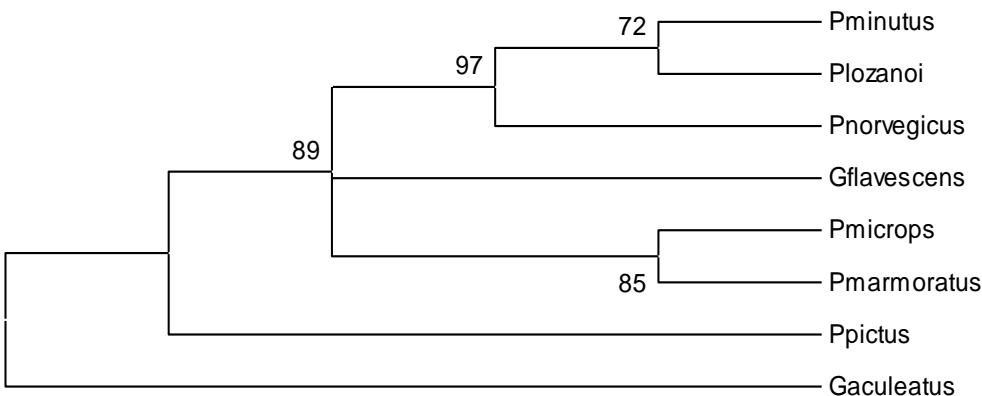 Pminutus
72
Plozanoi
97
Pnorvegicus
89
Gflavescens
Pmicrops
85
Pmarmoratus
Ppictus
Gaculeatus